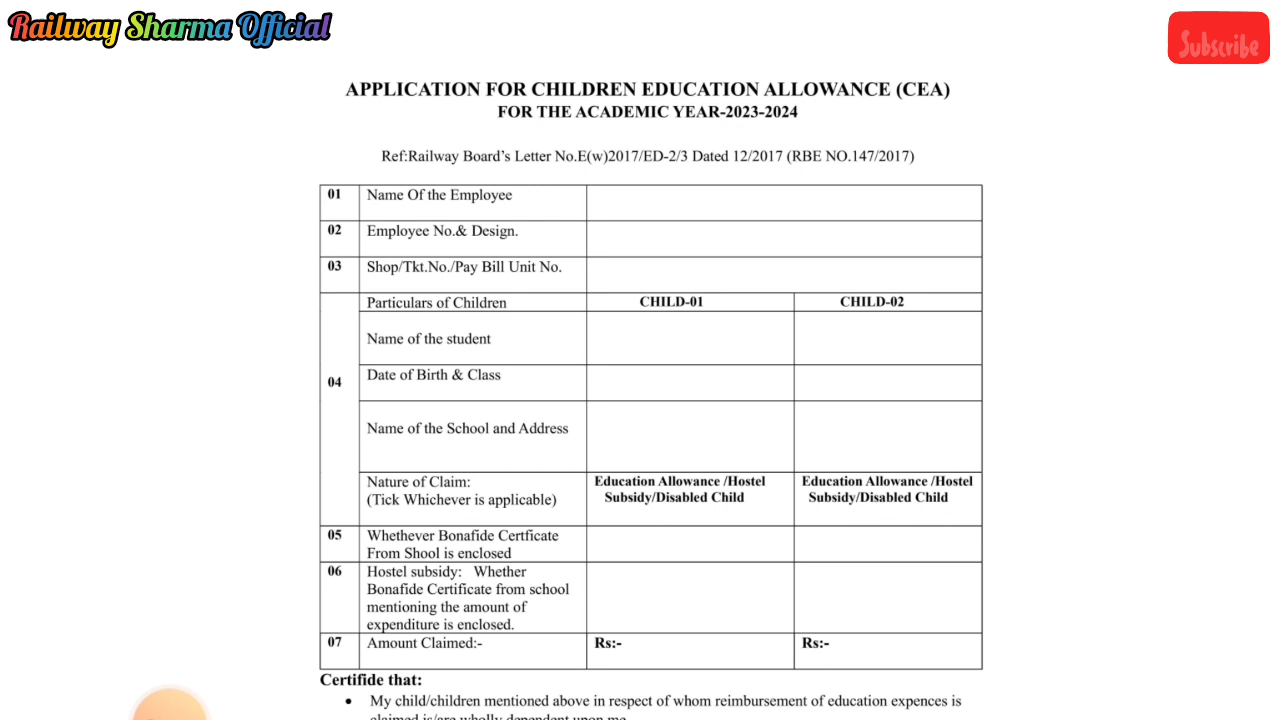 Railway Sharma Official
Subscribe
APPLICATION FOR CHILDREN EDUCATION ALLOWANCE (CEA)
FOR THE ACADEMIC YEAR-2023-2024
Ref:Railway Board’s Letter No.E(w)2017/ED-2/3 Dated 12/2017 (RBE NO.147/2017)
01 Name Of the Employee
02 Employee No.& Design.
03 Shop/Tkt.No./Pay Bill Unit No.
04 Particulars of Children CHILD-01 CHILD-02
Name of the student
Date of Birth & Class
Name of the School and Address
Nature of Claim: Education Allowance /Hostel Education Allowance /Hostel
(Tick Whichever is applicable) Subsidy/Disabled Child Subsidy/Disabled Child
05 Whethever Bonafide Certficate
From Shool is enclosed
06 Hostel subsidy: Whether
Bonafide Certificate from school
mentioning the amount of
expenditure is enclosed.
07 Amount Claimed:- Rs:- Rs:-
Certifide that:
• My child/children mentioned above in respect of whom reimbursement of education expences is
claimed is/are wholly dependent upon me